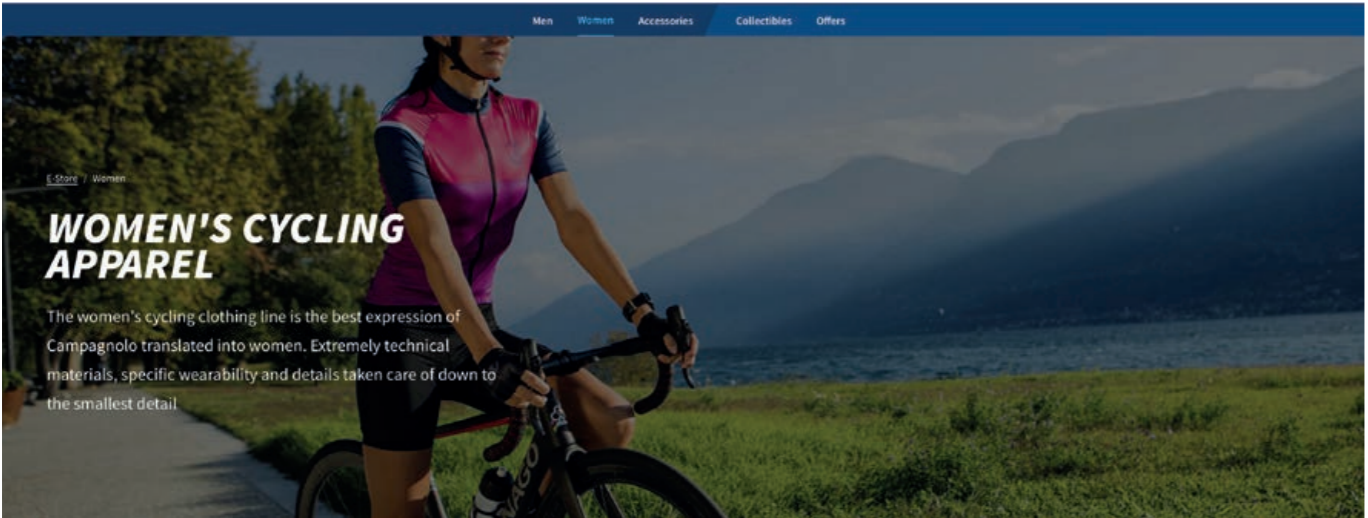 Men Women Accessories Collectibles Offers
E-Store / Women
WOMEN'S CYCLING
APPAREL
The women's cycling clothing line is the best expression of
Campagnolo translated into women. Extremely technical
materials, specific wearability and details taken care of down to
the smallest detail